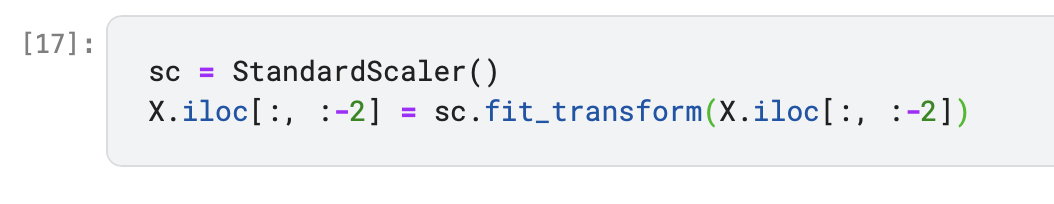 [17]:
sc = StandardScaler()
X.iloc[:, :-2] = sc.fit_transform(X.iloc[:, :-2])